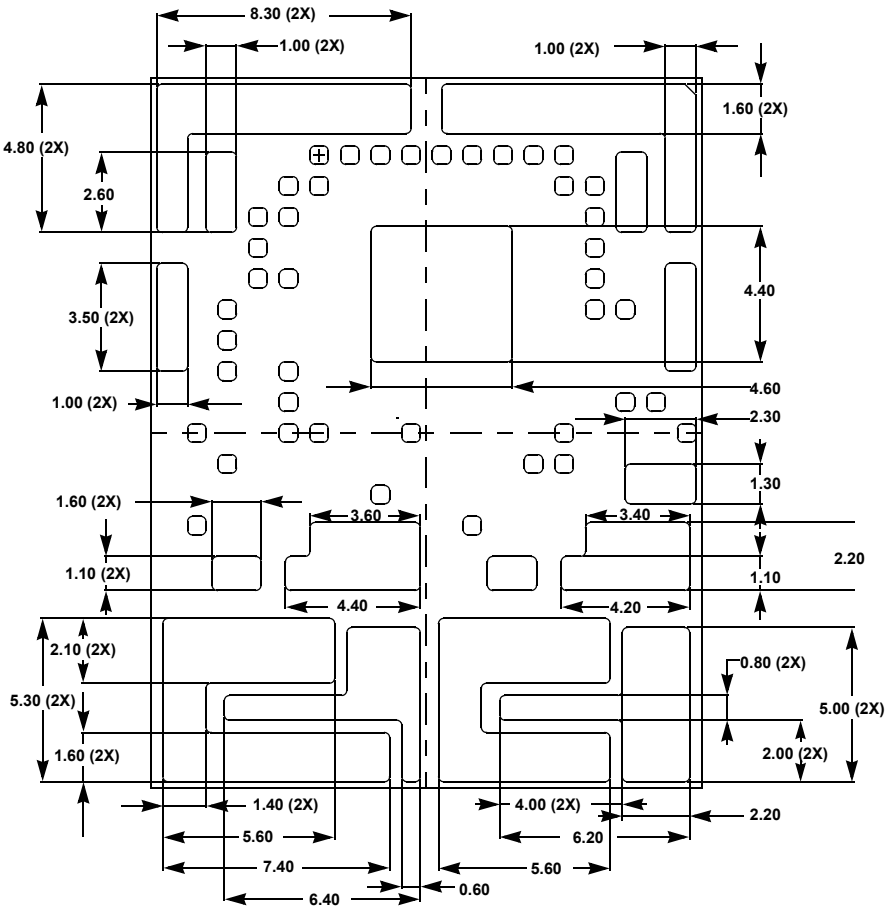 8.30 (2X)
1.00 (2X)
1.00 (2X)
1.60 (2X)
4.80 (2X)
2.60
4.40
3.50 (2X)
4.60
1.00 (2X)
2.30
1.30
1.60 (2X)
3.60
3.40
2.20
1.10 (2X)
1.10
4.40
4.20
2.10 (2X)
0.80 (2X)
5.30 (2X)
5.00 (2X)
1.60 (2X)
2.00 (2X)
1.40 (2X)
4.00 (2X)
2.20
5.60
6.20
7.40
5.60
0.60
6.40